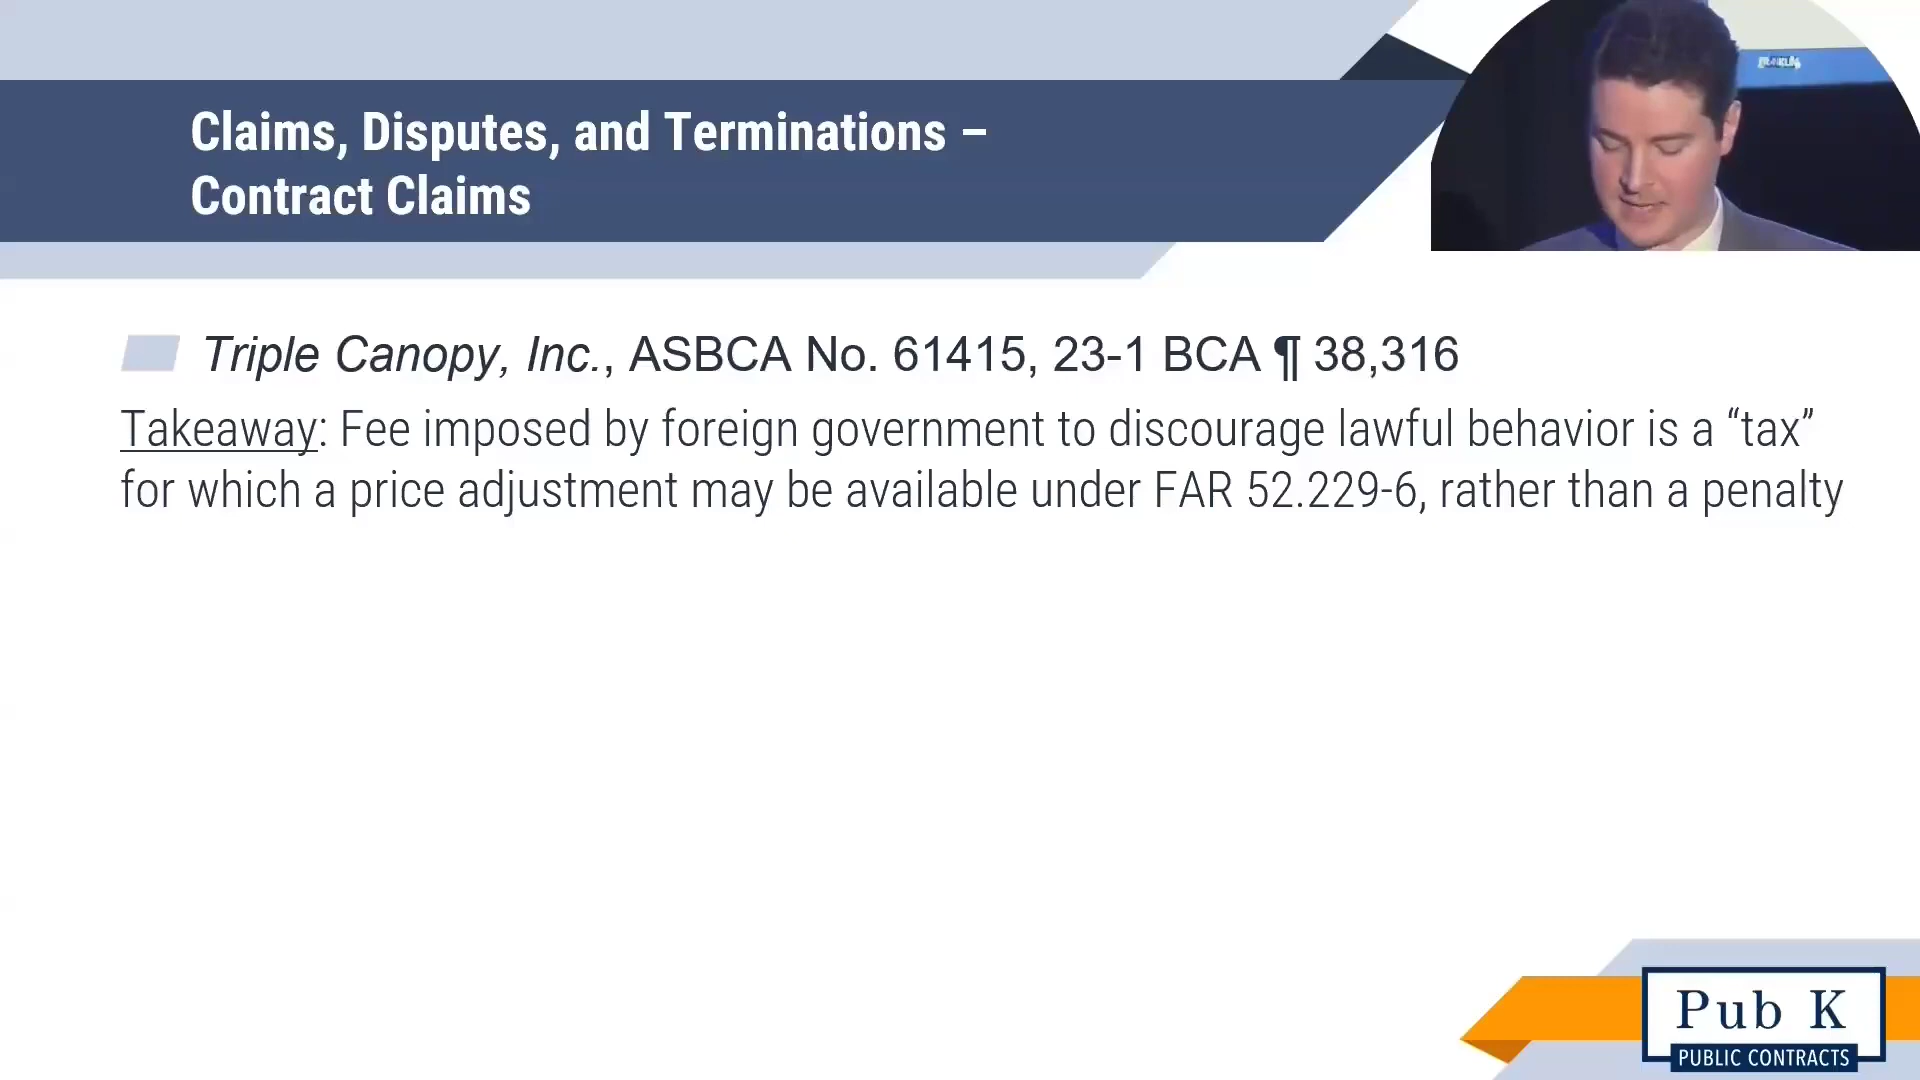 Claims, Disputes, and Terminations –
Contract Claims
Triple Canopy, Inc., ASBCA No. 61415, 23-1 BCA ¶ 38,316
Takeaway: Fee imposed by foreign government to discourage lawful behavior is a “tax”
for which a price adjustment may be available under FAR 52.229-6, rather than a penalty
Pub K
PUBLIC CONTRACTS